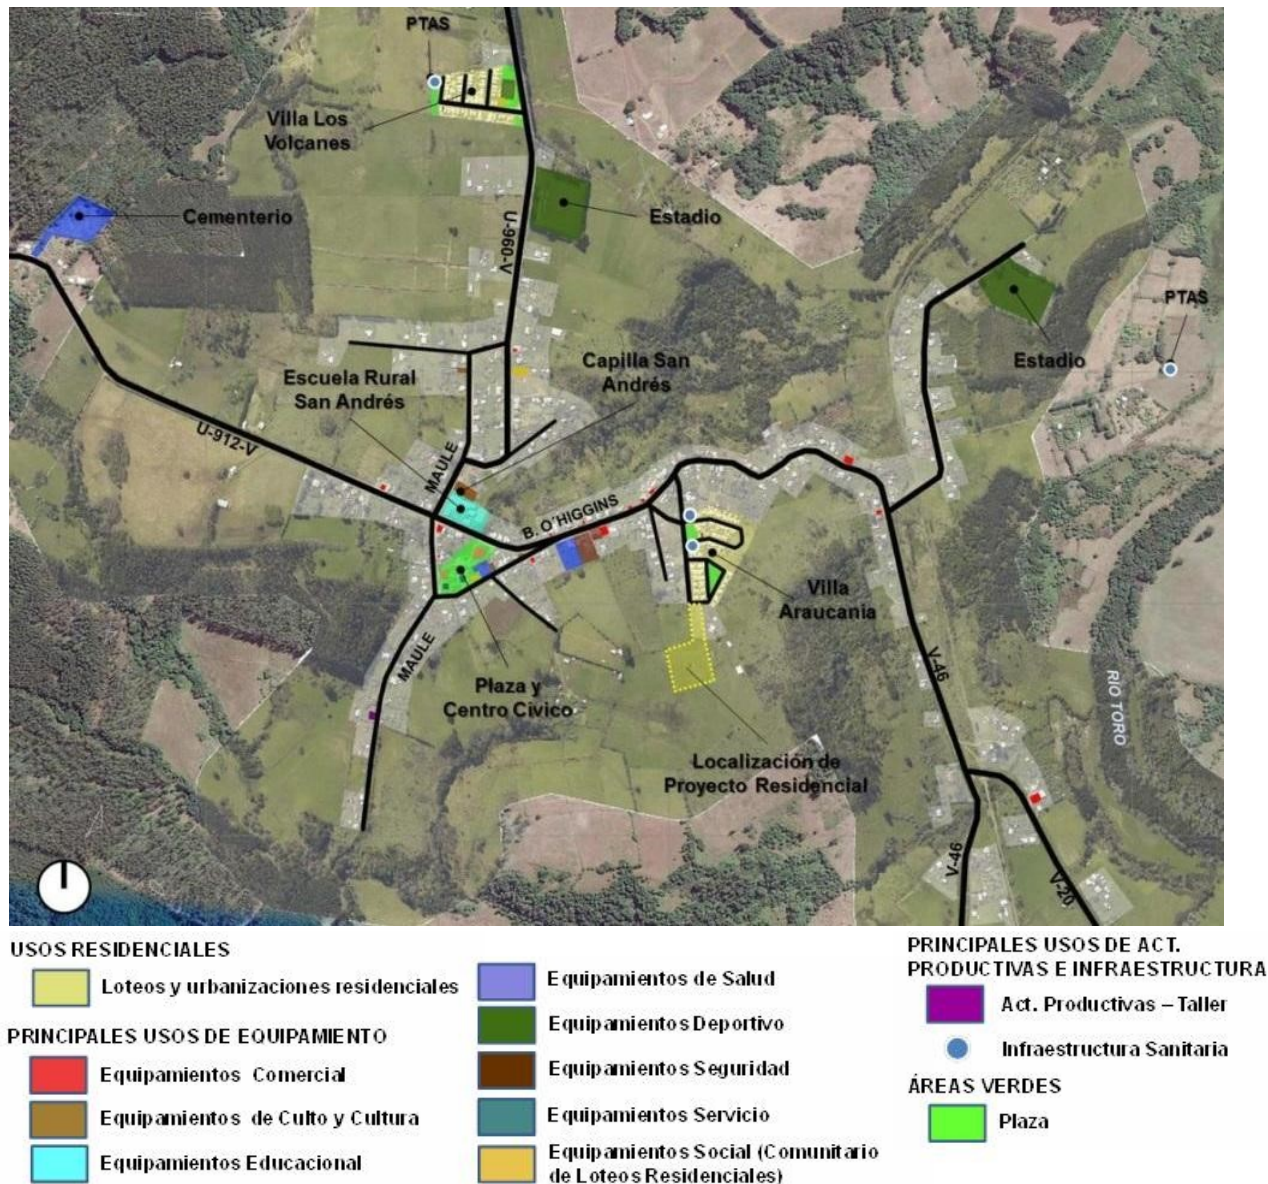 PTAS
Villa Los
Volcanes
Cementerio
U-960-V
Estadio
PTAS
Estadio
Capilla San
Andrés
Escuela Rural
San Andrés
U-912-V
MAULE
B. O'HIGGINS
Villa
Araucania
MAULE
Plaza y
Centro Civico
V-46
RIO TORO
Localización de
Proyecto Residencial
V-46
V-20
USOS RESIDENCIALES
Loteos y urbanizaciones residenciales
PRINCIPALES USOS DE EQUIPAMIENTO
Equipamientos Comercial
Equipamientos de Culto y Cultura
Equipamientos Educacional
Equipamientos de Salud
Equipamientos Deportivo
Equipamientos Seguridad
Equipamientos Servicio
Equipamientos Social (Comunitario
de Loteos Residenciales)
PRINCIPALES USOS DE ACT.
PRODUCTIVAS E INFRAESTRUCTURA
Act. Productivas – Taller
Infraestructura Sanitaria
ÁREAS VERDES
Plaza